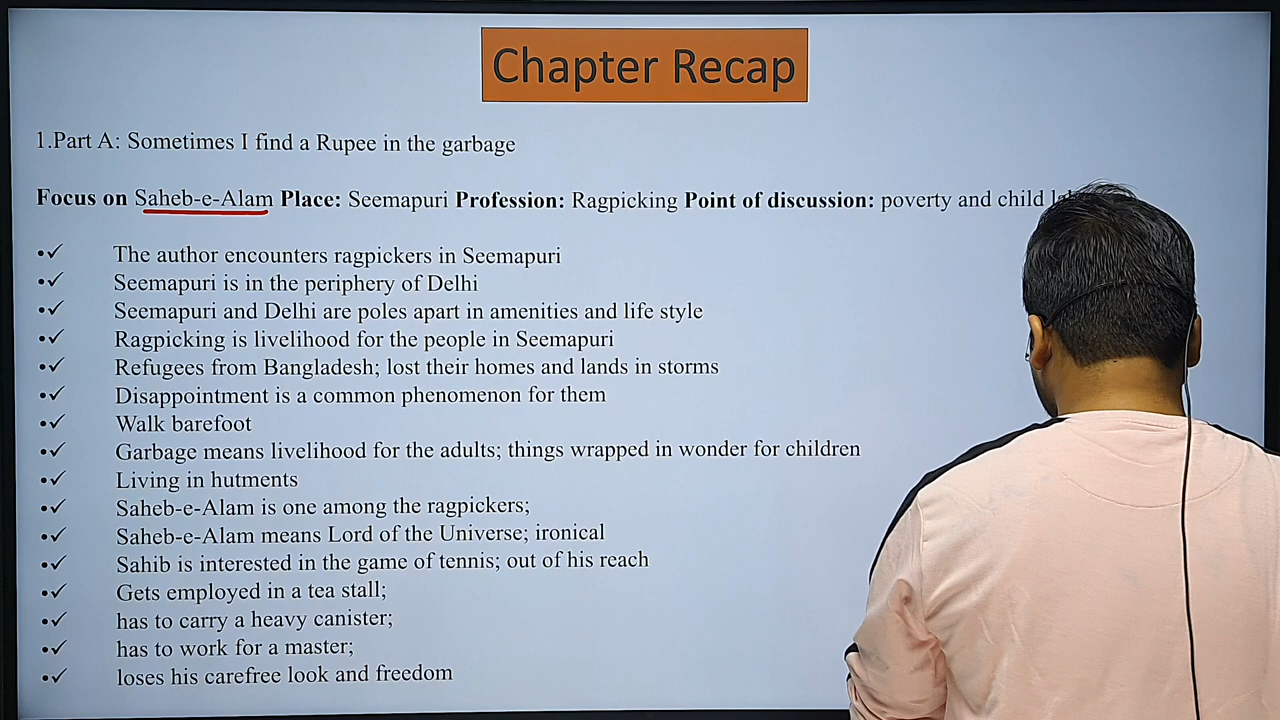 Chapter Recap
1.Part A: Sometimes I find a Rupee in the garbage
Focus on Saheb-e-Alam Place: Seemapuri Profession: Ragpicking Point of discussion: poverty and child
•✓ The author encounters ragpickers in Seemapuri
•✓ Seemapuri is in the periphery of Delhi
•✓ Seemapuri and Delhi are poles apart in amenities and life style
•✓ Ragpicking is livelihood for the people in Seemapuri
•✓ Refugees from Bangladesh; lost their homes and lands in storms
•✓ Disappointment is a common phenomenon for them
•✓ Walk barefoot
•✓ Garbage means livelihood for the adults; things wrapped in wonder for children
•✓ Living in hutments
•✓ Saheb-e-Alam is one among the ragpickers;
•✓ Saheb-e-Alam means Lord of the Universe; ironical
•✓ Sahib is interested in the game of tennis; out of his reach
•✓ Gets employed in a tea stall;
•✓ has to carry a heavy canister;
•✓ has to work for a master;
•✓ loses his carefree look and freedom